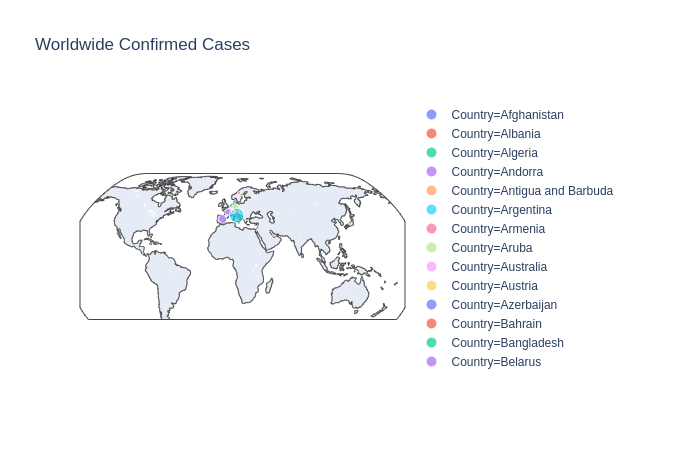 Worldwide Confirmed Cases
Country=Afghanistan
Country=Albania
Country=Algeria
Country=Andorra
Country=Antigua and Barbuda
Country=Argentina
Country=Armenia
Country=Aruba
Country=Australia
Country=Austria
Country=Azerbaijan
Country=Bahrain
Country=Bangladesh
Country=Belarus